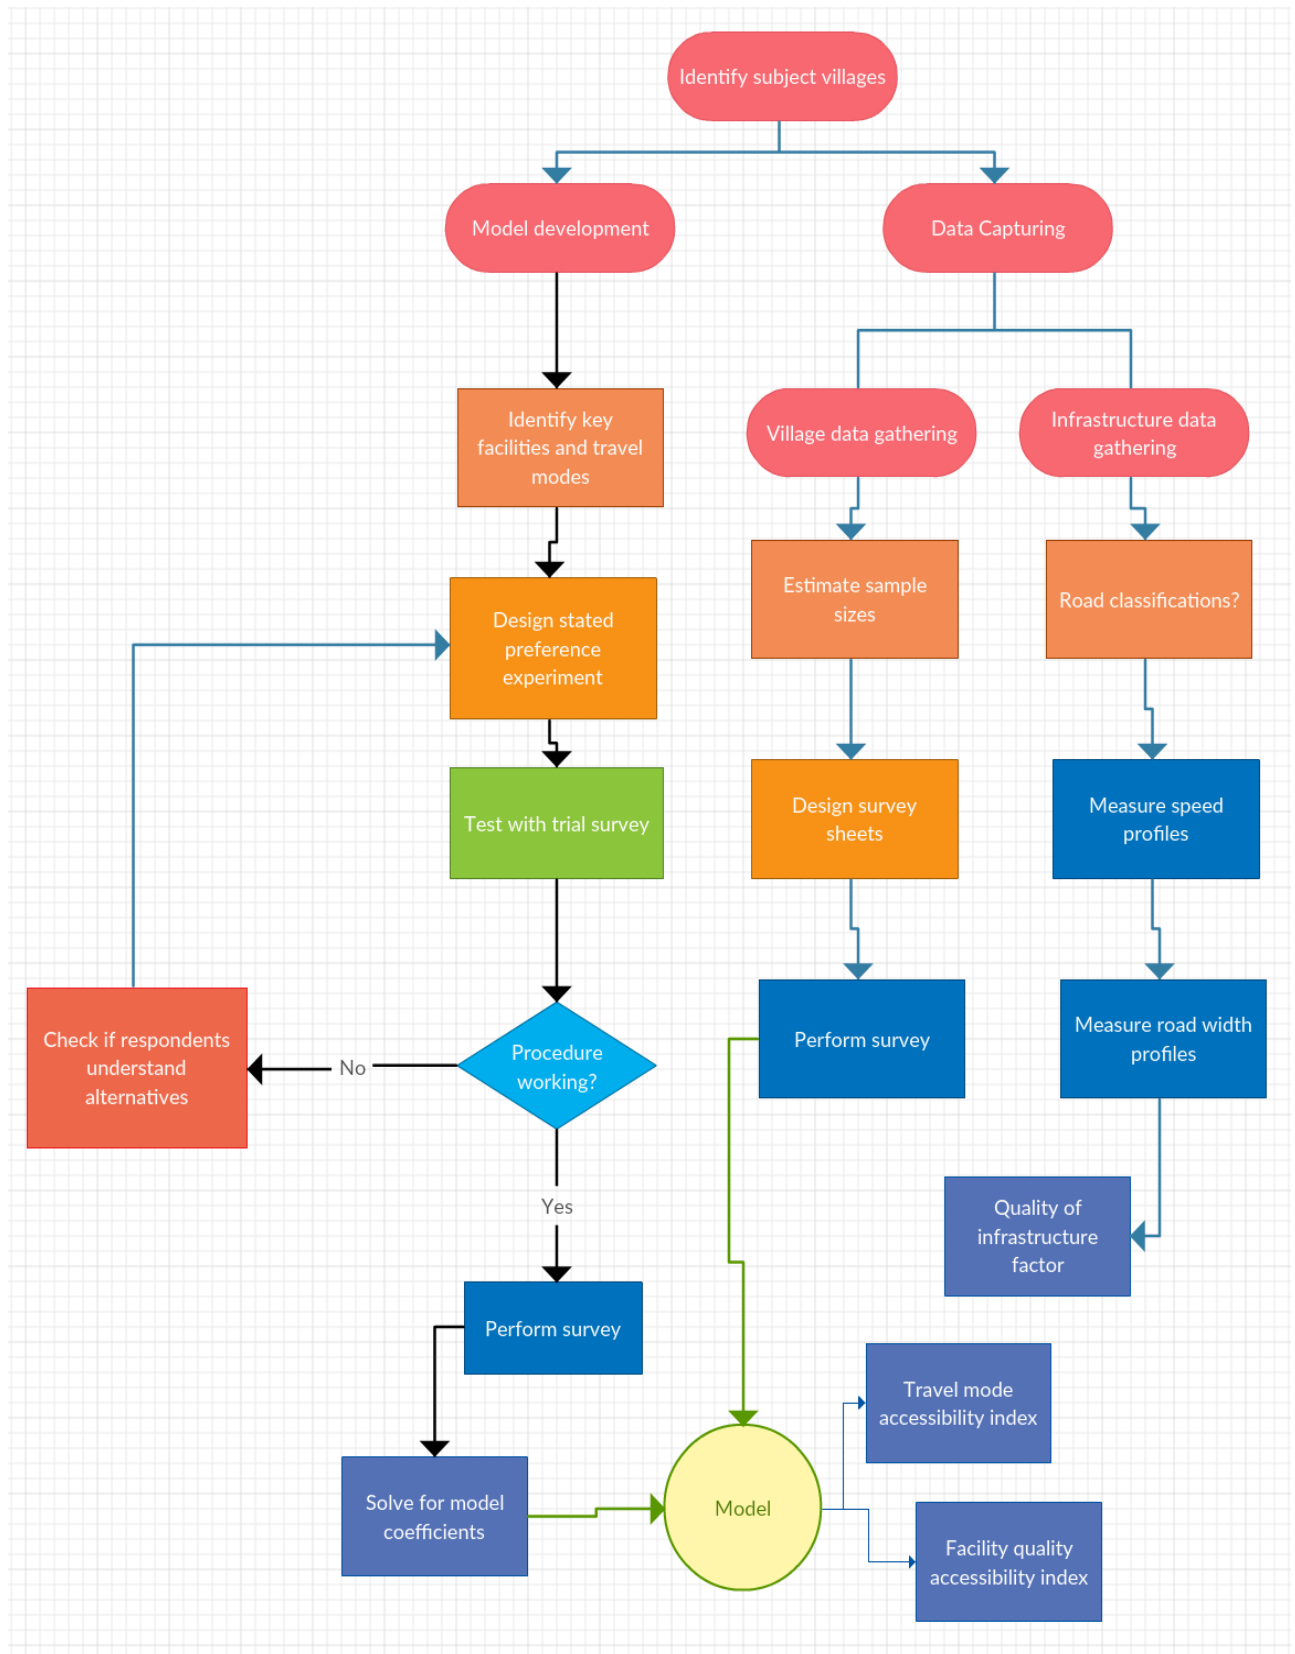 Identify subject villages
Model development
Data Capturing
Identify key
facilities and travel
modes
Village data gathering
Infrastructure data
gathering
Design stated
preference
experiment
Estimate sample
sizes
Road classifications?
Test with trial survey
Design survey
sheets
Measure speed
profiles
Check if respondents
understand
alternatives
No
Procedure
working?
Perform survey
Measure road width
profiles
Yes
Quality of
infrastructure
factor
Perform survey
Travel mode
accessibility index
Solve for model
coefficients
Model
Facility quality
accessibility index